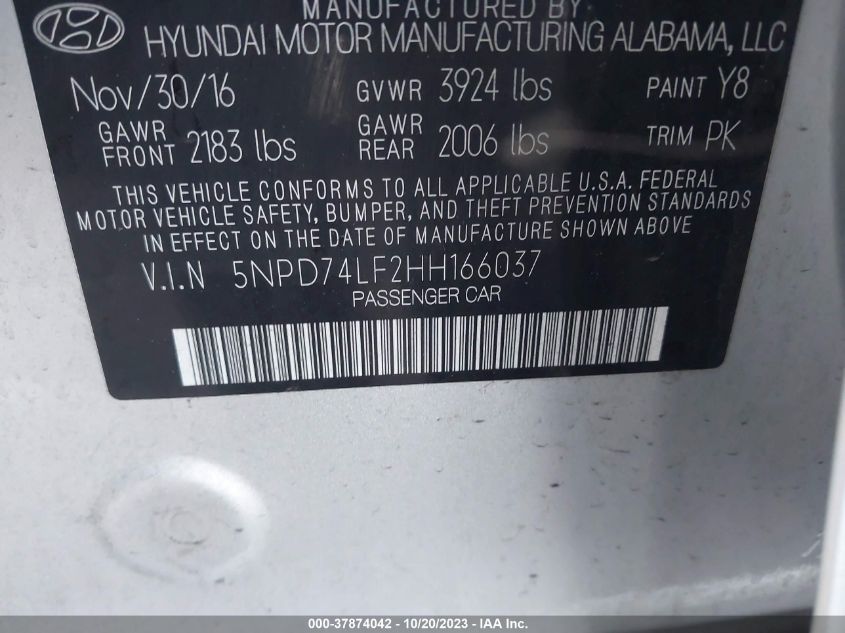 MANUFACTURED BY
HYUNDAI MOTOR MANUFACTURING ALABAMA, LLC
Nov/30/16 GVWR 3924 lbs PAINT Y8
GAWR FRONT 2183 lbs GAWR REAR 2006 lbs TRIM PK
THIS VEHICLE CONFORMS TO ALL APPLICABLE U.S.A. FEDERAL
MOTOR VEHICLE SAFETY, BUMPER, AND THEFT PREVENTION STANDARDS
IN EFFECT ON THE DATE OF MANUFACTURE SHOWN ABOVE
V.I.N 5NPD74LF2HH166037
PASSENGER CAR
000-37874042 - 10/20/2023 - IAA Inc.